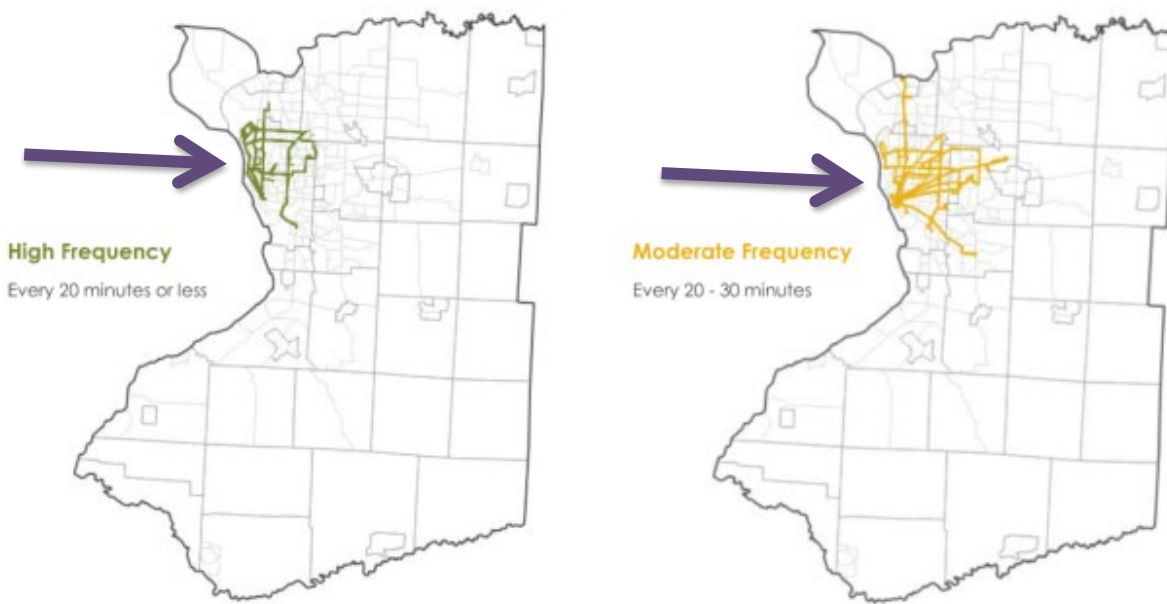 High Frequency
Every 20 minutes or less
Moderate Frequency
Every 20 - 30 minutes